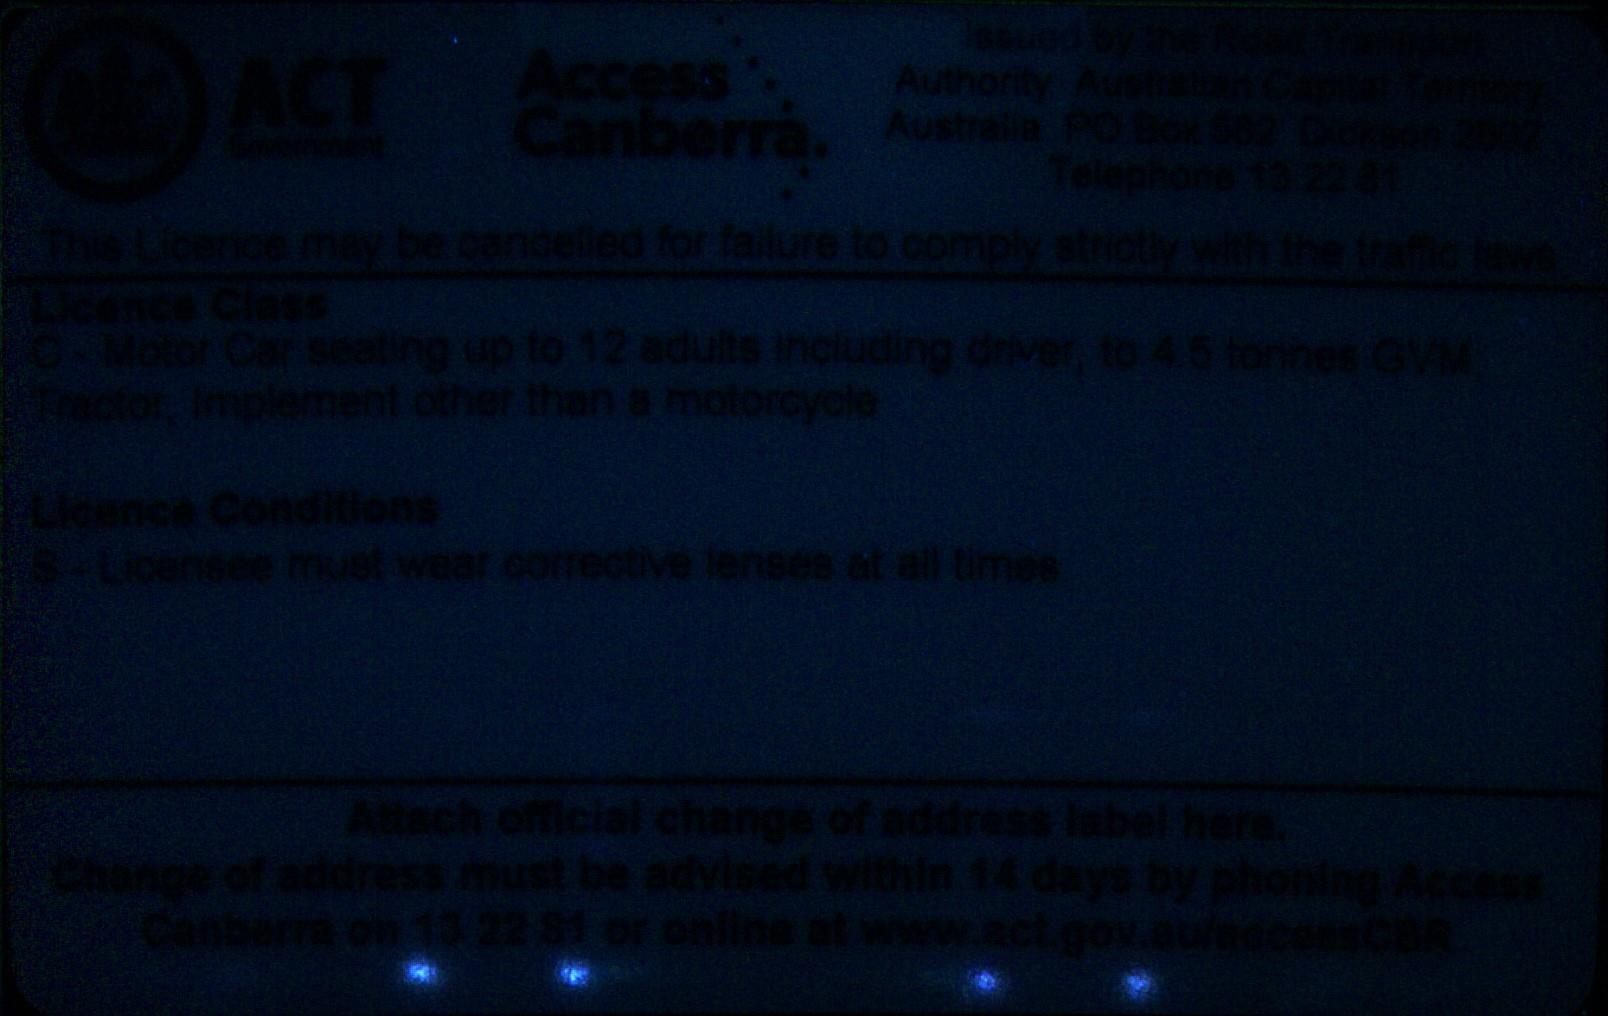 ACT
Government
Access
Canberra.
Issued by the Road Transport
Authority Australian Capital Territory
Australia PO Box 582 Dickson 2602
Telephone 13 22 81
This Licence may be cancelled for failure to comply strictly with the traffic laws
Licence Class
C - Motor Car seating up to 12 adults including driver, to 4.5 tonnes GVM,
Tractor, Implement other than a motorcycle
Licence Conditions
S - Licensee must wear corrective lenses at all times
Attach official change of address label here.
Change of address must be advised within 14 days by phoning Access
Canberra on 13 22 81 or online at www.act.gov.au/accessCBR